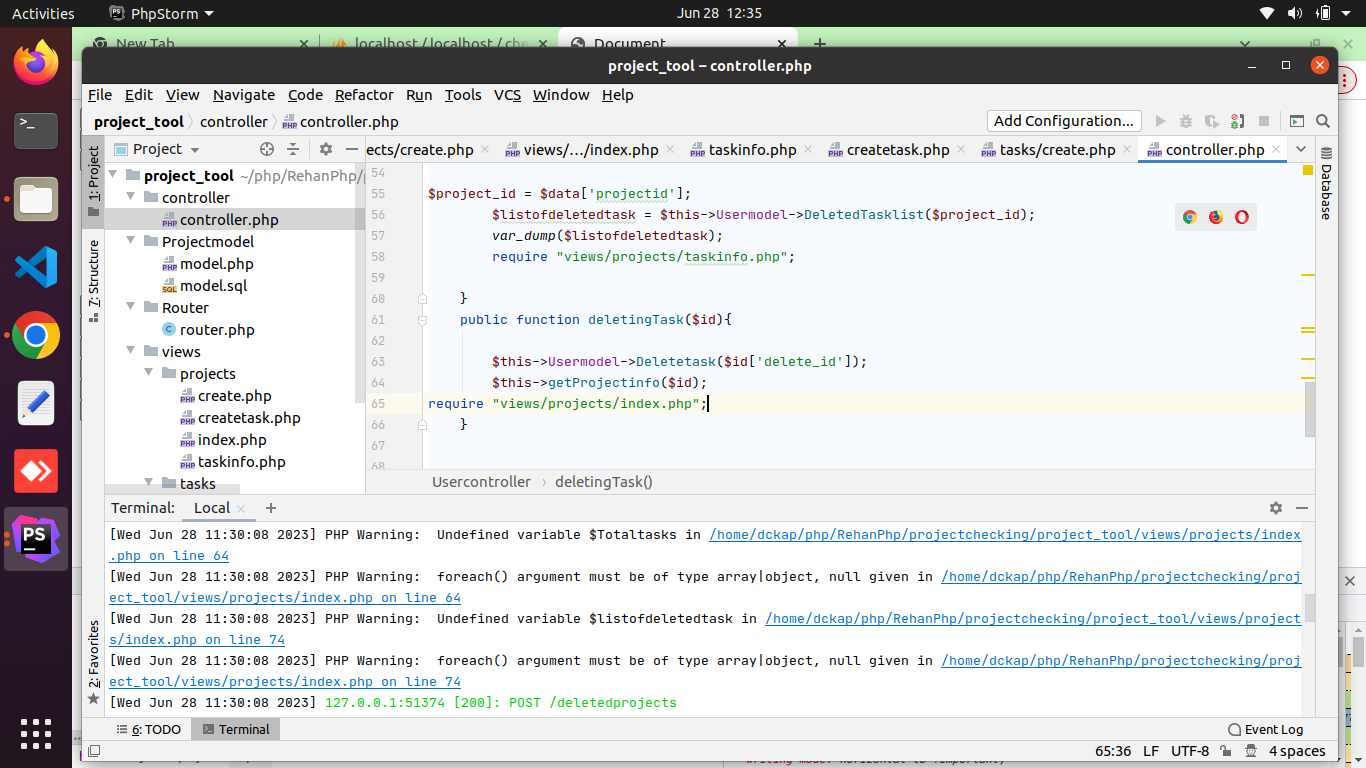 Activities
PhpStorm
Jun 28 12:35
New Tab
localhost / localhost / che
Document
project_tool – controller.php
File Edit View Navigate Code Refactor Run Tools VCS Window Help
project_tool controller controller.php
Add Configuration...
Project
ects/create.php
views/.../index.php
taskinfo.php
createtask.php
tasks/create.php
controller.php
1: Project
7: Structure
2: Favorites
Database
project_tool ~/php/RehanPhp/p
controller
controller.php
Projectmodel
model.php
model.sql
Router
router.php
views
projects
create.php
createtask.php
index.php
taskinfo.php
tasks
54
55 $project_id = $data['projectid'];
56 $listofdeletedtask = $this->Usermodel->DeletedTasklist($project_id);
57 var_dump($listofdeletedtask);
58 require "views/projects/taskinfo.php";
59
60 }
61 public function deletingTask($id){
62
63 $this->Usermodel->Deletetask($id['delete_id']);
64 $this->getProjectinfo($id);
65 require "views/projects/index.php";
66 }
67
68
Usercontroller › deletingTask()
Terminal: Local
[Wed Jun 28 11:30:08 2023] PHP Warning:  Undefined variable $Totaltasks in /home/dckap/php/RehanPhp/projectchecking/project_tool/views/projects/index
.php on line 64
[Wed Jun 28 11:30:08 2023] PHP Warning:  foreach() argument must be of type array|object, null given in /home/dckap/php/RehanPhp/projectchecking/proj
ect_tool/views/projects/index.php on line 64
[Wed Jun 28 11:30:08 2023] PHP Warning:  Undefined variable $listofdeletedtask in /home/dckap/php/RehanPhp/projectchecking/project_tool/views/project
s/index.php on line 74
[Wed Jun 28 11:30:08 2023] PHP Warning:  foreach() argument must be of type array|object, null given in /home/dckap/php/RehanPhp/projectchecking/proj
ect_tool/views/projects/index.php on line 74
[Wed Jun 28 11:30:08 2023] 127.0.0.1:51374 [200]: POST /deletedprojects
6: TODO
Terminal
Event Log
65:36 LF UTF-8 4 spaces